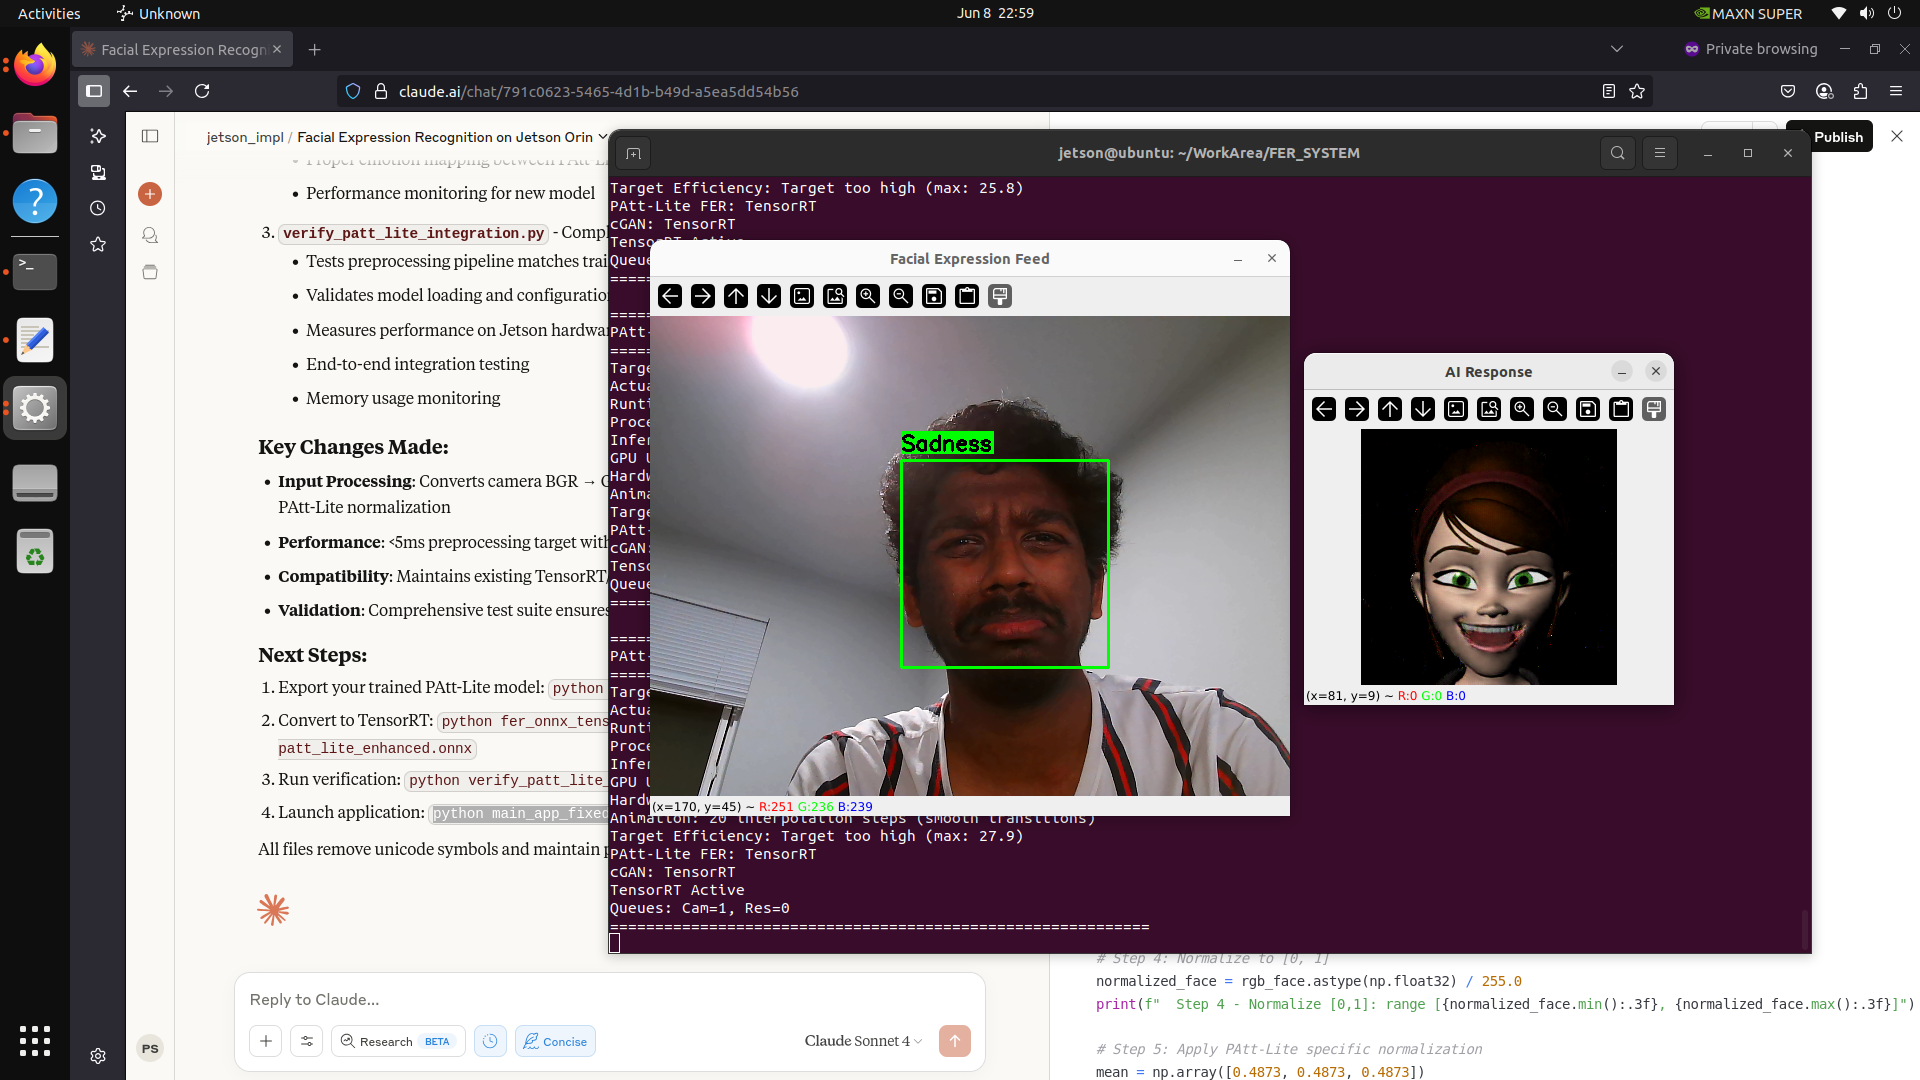 Activities
Unknown
Jun 8 22:59
MAXN SUPER
Facial Expression Recogn
Private browsing
claude.ai/chat/791c0623-5465-4d1b-b49d-a5ea5dd54b56
jetson_impl / Facial Expression Recognition on Jetson Orin
Publish
• Performance monitoring for new model
3. verify_patt_lite_integration.py - Comp
• Tests preprocessing pipeline matches trai
• Validates model loading and configuratio
• Measures performance on Jetson hardwa
• End-to-end integration testing
• Memory usage monitoring
Key Changes Made:
• Input Processing: Converts camera BGR →
PAtt-Lite normalization
• Performance: <5ms preprocessing target with
• Compatibility: Maintains existing TensorRT/
• Validation: Comprehensive test suite ensures
Next Steps:
1. Export your trained PAtt-Lite model: python
2. Convert to TensorRT: python fer_onnx_tens
patt_lite_enhanced.onnx
3. Run verification: python verify_patt_lite_
4. Launch application: python main_app_fixed
All files remove unicode symbols and maintain
Reply to Claude...
Research BETA
Concise
Claude Sonnet 4
PS
jetson@ubuntu: ~/WorkArea/FER_SYSTEM
Target Efficiency: Target too high (max: 25.8)
PAtt-Lite FER: TensorRT
cGAN: TensorRT
Queue
=====
=====
PAtt-
=====
Targe
Actua
Runti
Proce
Infer
GPU U
Hardw
Anima
Targe
PAtt-
cGAN:
Tenso
Queue
=====
=====
PAtt-
=====
Targe
Actua
Runti
Proce
Infer
GPU U
Hardw
Animation: 20 interpolation steps (smooth transitions)
Target Efficiency: Target too high (max: 27.9)
PAtt-Lite FER: TensorRT
cGAN: TensorRT
TensorRT Active
Queues: Cam=1, Res=0
============================================================
Facial Expression Feed
Sadness
(x=170, y=45) ~ R:251 G:236 B:239
AI Response
(x=81, y=9) ~ R:0 G:0 B:0
# Step 4: Normalize to [0, 1]
normalized_face = rgb_face.astype(np.float32) / 255.0
print(f"  Step 4 - Normalize [0,1]: range [{normalized_face.min():.3f}, {normalized_face.max():.3f}]")
# Step 5: Apply PAtt-Lite specific normalization
mean = np.array([0.4873, 0.4873, 0.4873])